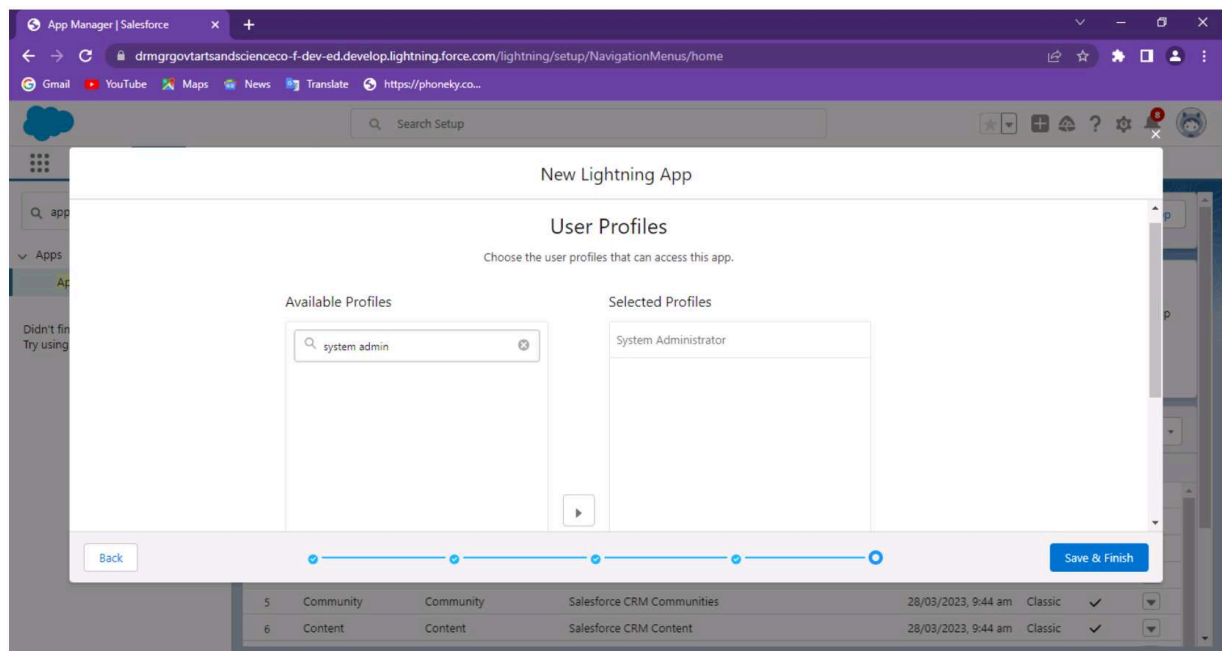 App Manager | Salesforce
drmgrgovtartsandscienceco-f-dev-ed.develop.lightning.force.com/lightning/setup/NavigationMenus/home
Gmail YouTube Maps News Translate https://phoneky.co...
Search Setup
8
New Lightning App
app
User Profiles
Choose the user profiles that can access this app.
Apps
Ap
Available Profiles Selected Profiles
Didn't fin
Try using
system admin
System Administrator
Back
Save & Finish
5 Community Community Salesforce CRM Communities 28/03/2023, 9:44 am Classic
6 Content Content Salesforce CRM Content 28/03/2023, 9:44 am Classic